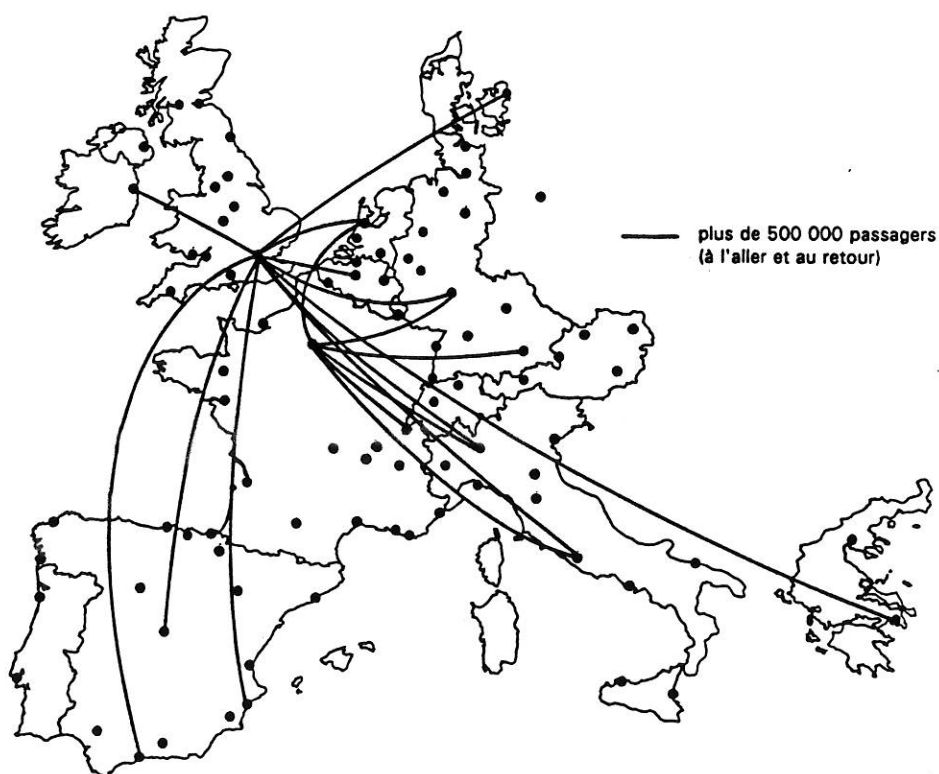 plus de 500 000 passagers
(à l'aller et au retour)